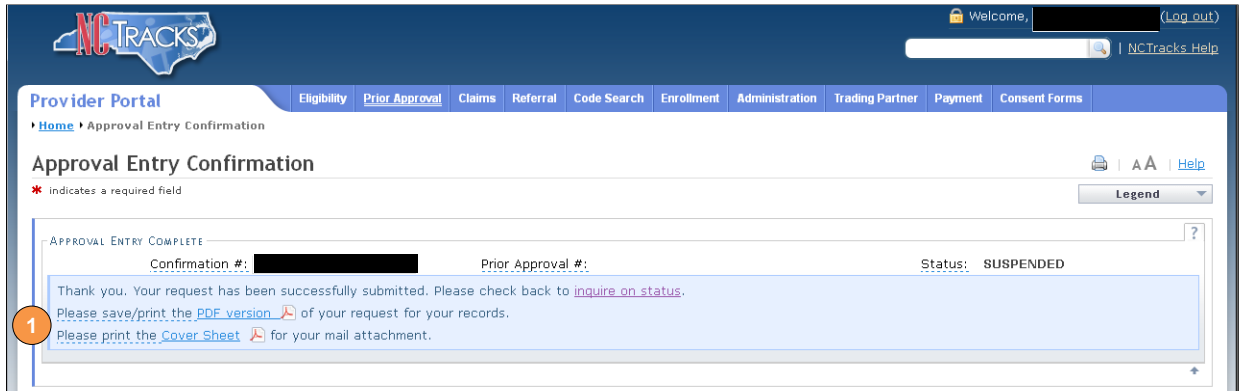 NCTRACKS
Welcome, (Log out)
NCTracks Help
Provider Portal
Eligibility Prior Approval Claims Referral Code Search Enrollment Administration Trading Partner Payment Consent Forms
Home Approval Entry Confirmation
Approval Entry Confirmation
A A | Help
* indicates a required field
Legend
?
APPROVAL ENTRY COMPLETE
Confirmation #: Prior Approval #: Status: SUSPENDED
Thank you. Your request has been successfully submitted. Please check back to inquire on status.
1
Please save/print the PDF version of your request for your records.
Please print the Cover Sheet for your mail attachment.